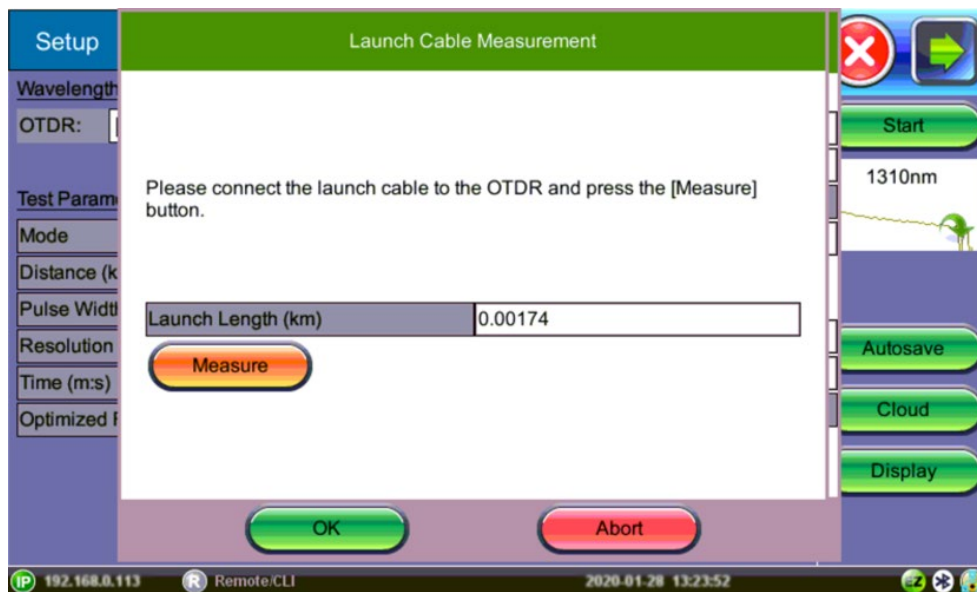 Setup
Launch Cable Measurement
Wavelength
OTDR:
Start
1310nm
Please connect the launch cable to the OTDR and press the [Measure]
button.
Test Param
Mode
Distance (k
Pulse Widt
Launch Length (km) 0.00174
Resolution
Measure
Autosave
Time (m:s)
Optimized
Cloud
Display
OK
Abort
IP 192.168.0.113 R Remote/CLI 2020-01-28 13:23:52 EZ